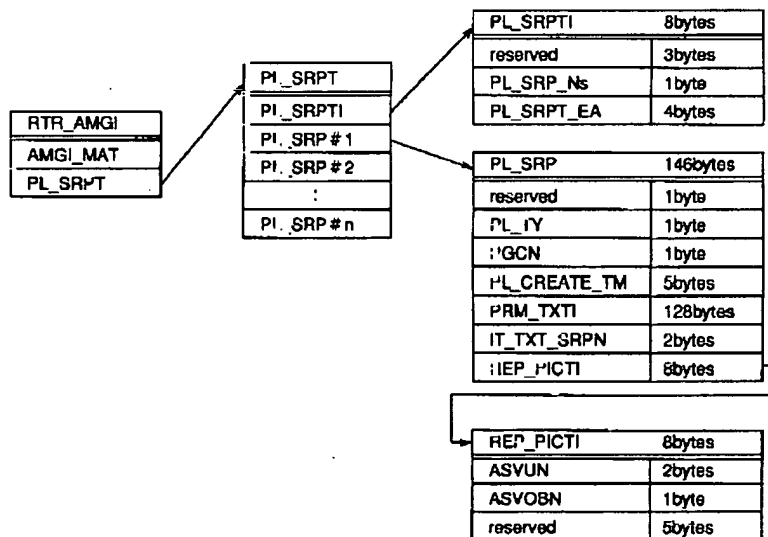 RTR_AMGI
AMGI_MAT
PL_SRPT
PL_SRPT
PL_SRPTI
PL_SRP #1
PL_SRP #2
:
PL_SRP #n
PL_SRPTI 8bytes
reserved 3bytes
PL_SRP_Ns 1byte
PL_SRPT_EA 4bytes
PL_SRP 146bytes
reserved 1byte
PL_TY 1byte
PGCN 1byte
PL_CREATE_TM 5bytes
PRM_TXTI 128bytes
IT_TXT_SRPN 2bytes
REP_PICTI 8bytes
REP_PICTI 8bytes
ASVUN 2bytes
ASVOBN 1byte
reserved 5bytes